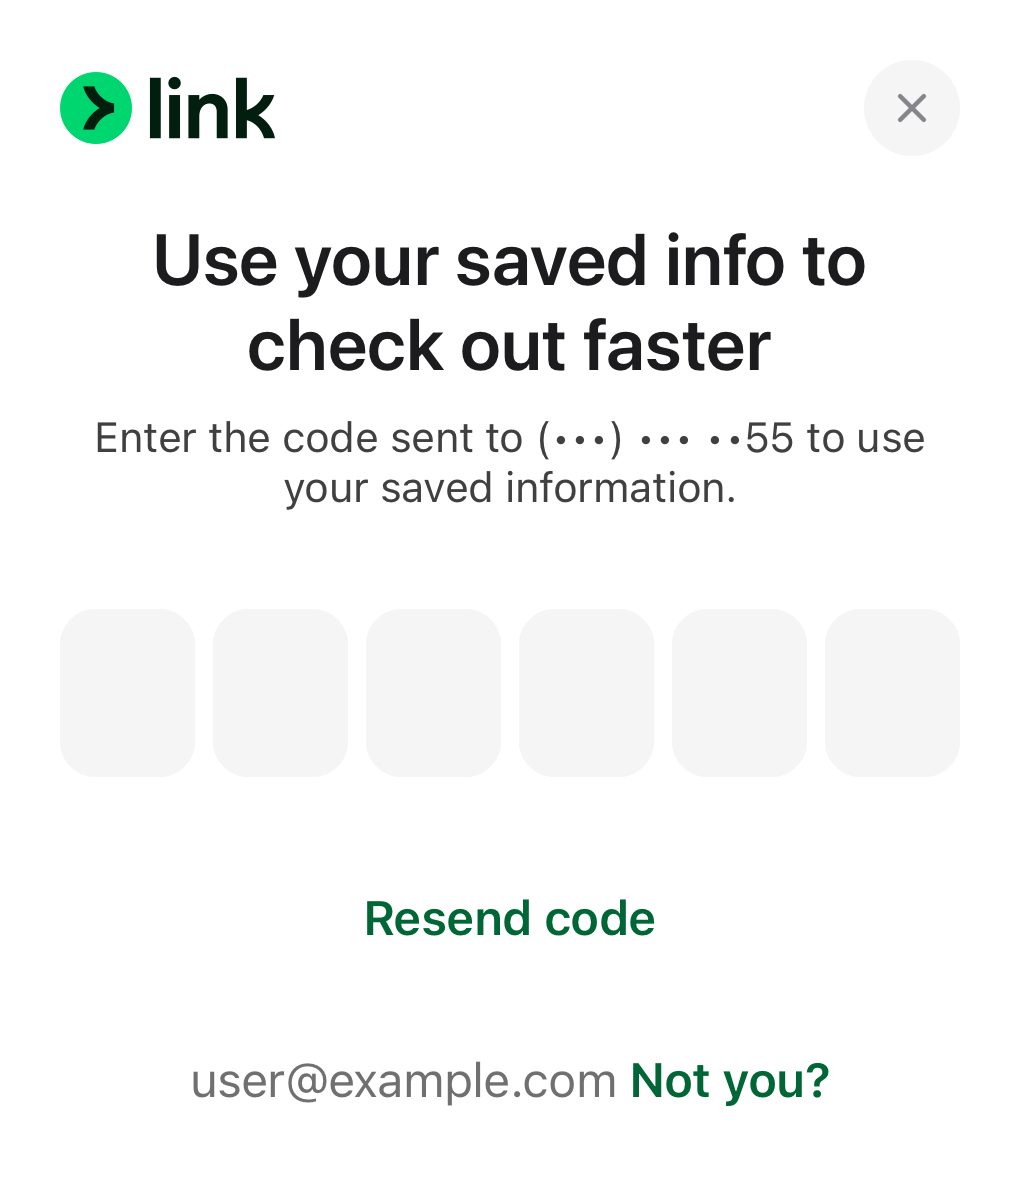 link
Use your saved info to
check out faster
Enter the code sent to (•••) ••• ••55 to use
your saved information.
Resend code
user@example.com Not you?